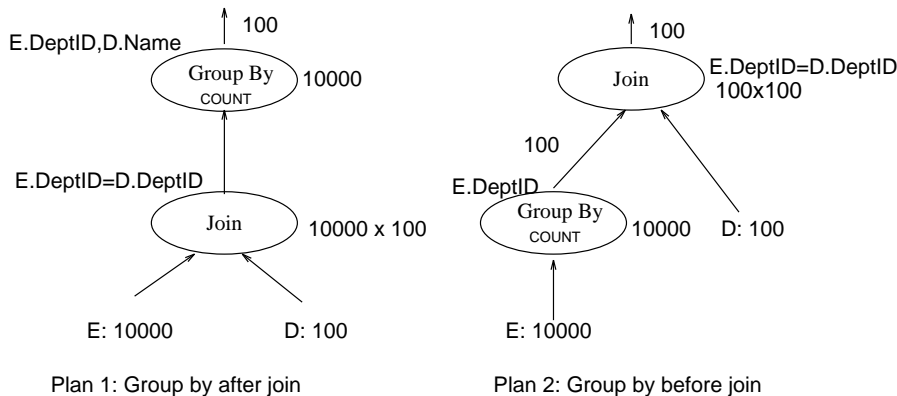 100
E.DeptID,D.Name
Group By
COUNT
10000
E.DeptID=D.DeptID
Join
10000 x 100
E: 10000
D: 100
Plan 1: Group by after join
100
Join
E.DeptID=D.DeptID
100x100
100
E.DeptID
Group By
COUNT
10000
D: 100
E: 10000
Plan 2: Group by before join